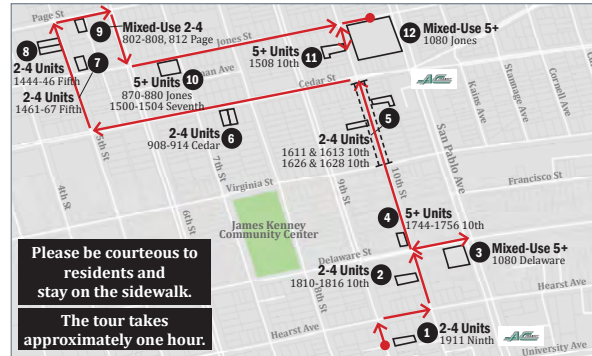 Page St
9
Mixed-Use 2-4
802-808, 812 Page
8
7
2-4 Units
1444-46 Fifth
2-4 Units
1461-67 Fifth
Jones St
5+ Units
870-880 Jones
1500-1504 Seventh
10
11
5+ Units
1508 10th
12
Mixed-Use 5+
1080 Jones
Cedar St
Kains Ave
Stannage Ave
Cornell Ave
2-4 Units
908-914 Cedar
6
5
2-4 Units
1611 & 1613 10th
1626 & 1628 10th
San Pablo Ave
5th St
4th St
7th St
6th St
9th St
10th St
8th St
Virginia St
Francisco St
James Kenney
Community Center
4
5+ Units
1744-1756 10th
Delaware St
3
Mixed-Use 5+
1080 Delaware
2-4 Units
1810-1816 10th
2
Hearst Ave
Hearst Ave
1
2-4 Units
1911 Ninth
University Ave
Please be courteous to
residents and
stay on the sidewalk.
The tour takes
approximately one hour.